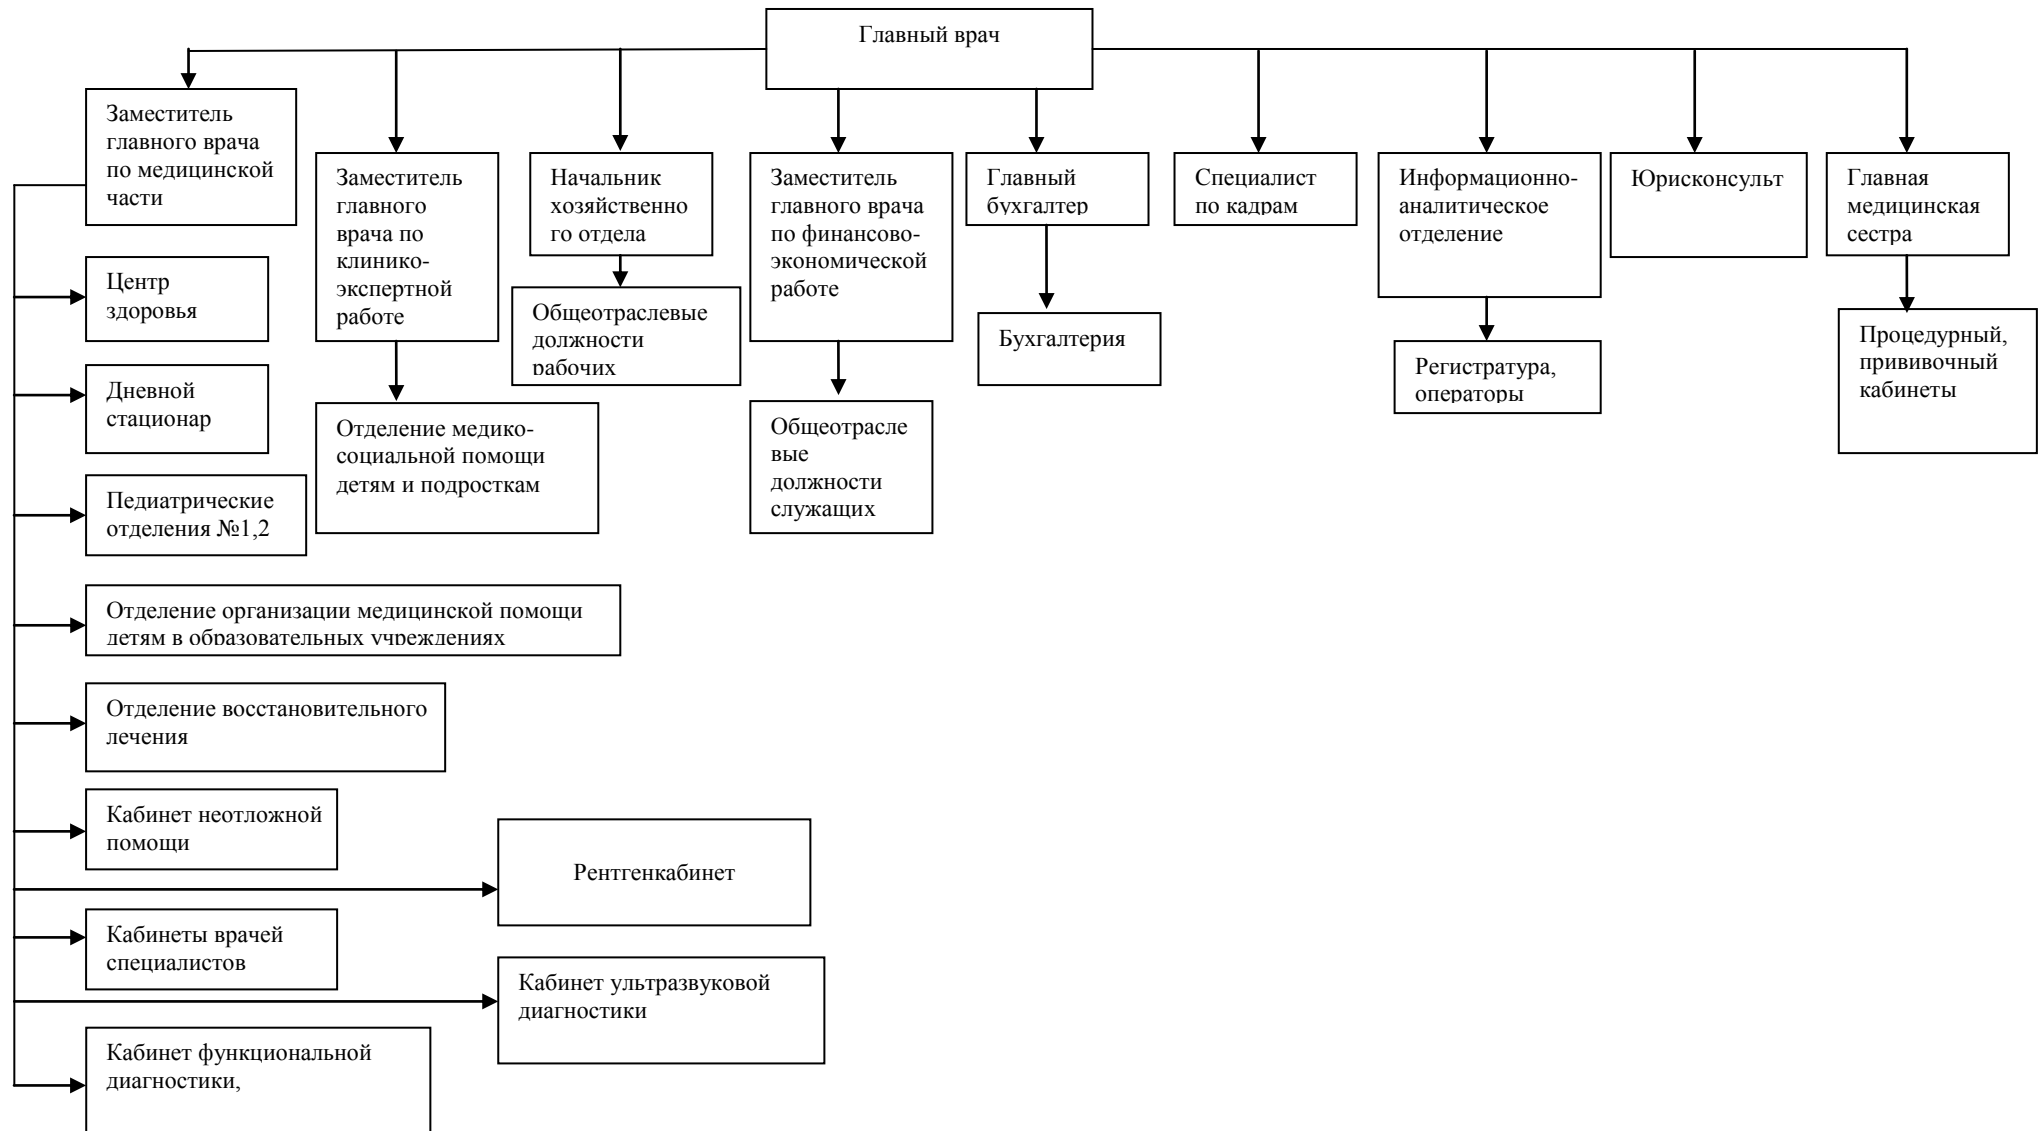 Главный врач
Заместитель
главного врача
по медицинской
части
Заместитель
главного
врача по
клинико-
экспертной
работе
Начальник
хозяйственно
го отдела
Заместитель
главного врача
по финансово-
экономической
работе
Главный
бухгалтер
Специалист
по кадрам
Информационно-
аналитическое
отделение
Юрисконсульт
Главная
медицинская
сестра
Центр
здоровья
Общеотраслевые
должности
рабочих
Бухгалтерия
Регистратура,
операторы
Процедурный,
прививочный
кабинеты
Дневной
стационар
Отделение медико-
социальной помощи
детям и подросткам
Общеотрасле
вые
должности
служащих
Педиатрические
отделения №1,2
Отделение организации медицинской помощи
детям в образовательных учреждениях
Отделение восстановительного
лечения
Кабинет неотложной
помощи
Рентгенкабинет
Кабинеты врачей
специалистов
Кабинет ультразвуковой
диагностики
Кабинет функциональной
диагностики,